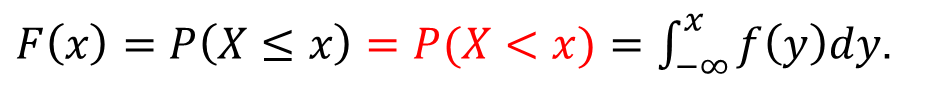 F(x) = P(X ≤ x) = P(X < x) = ∫_{-∞}^{x} f(y)dy.